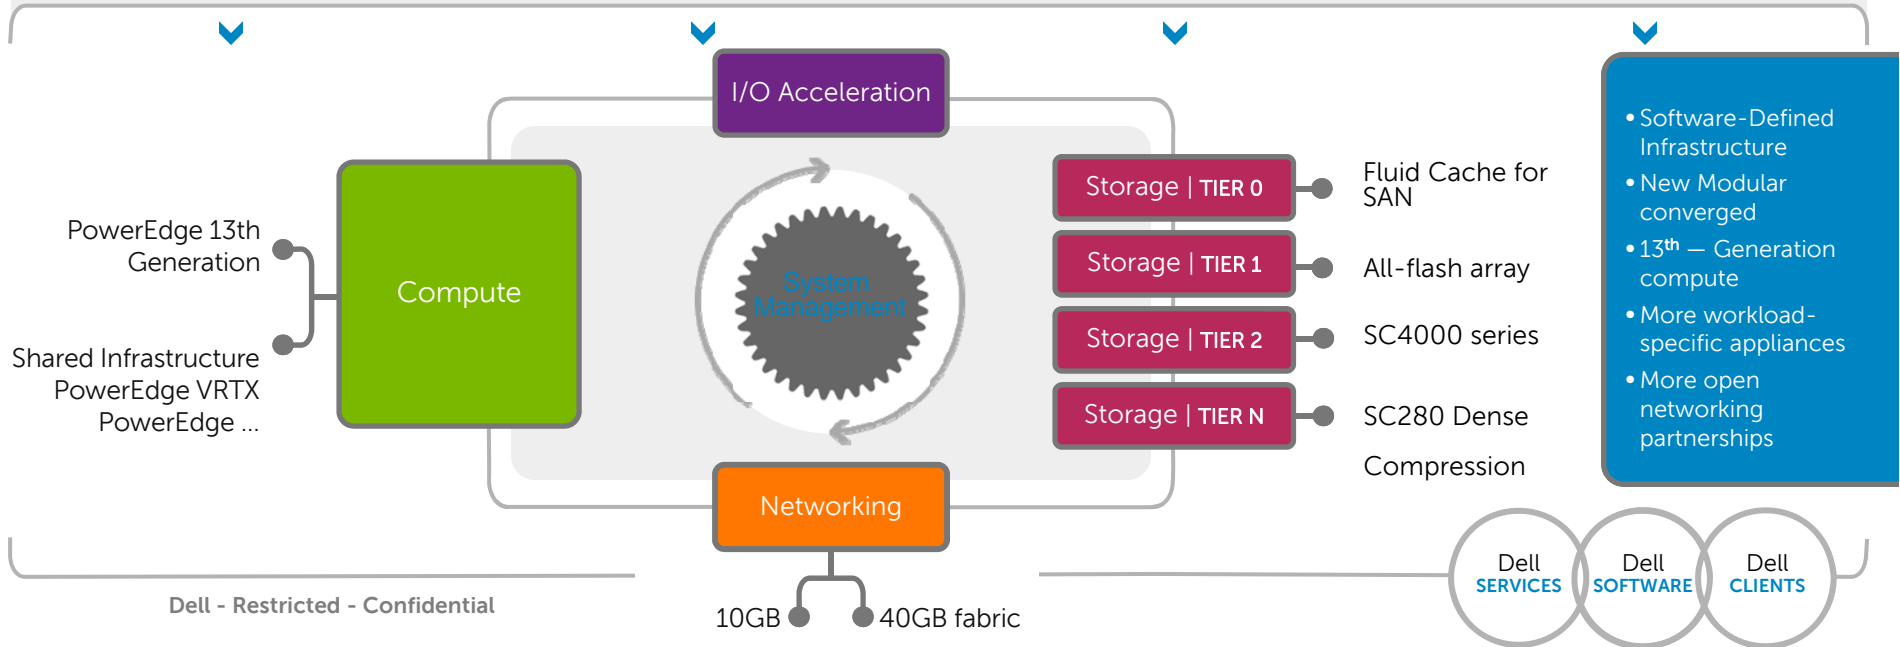 I/O Acceleration
PowerEdge 13th
Generation
Shared Infrastructure
PowerEdge VRTX
PowerEdge ...
Compute
System
Management
Storage | TIER 0
Storage | TIER 1
Storage | TIER 2
Storage | TIER N
Fluid Cache for
SAN
All-flash array
SC4000 series
SC280 Dense
Compression
Networking
10GB
40GB fabric
• Software-Defined
Infrastructure
• New Modular
converged
• 13th — Generation
compute
• More workload-
specific appliances
• More open
networking
partnerships
Dell
SERVICES
Dell
SOFTWARE
Dell
CLIENTS
Dell - Restricted - Confidential